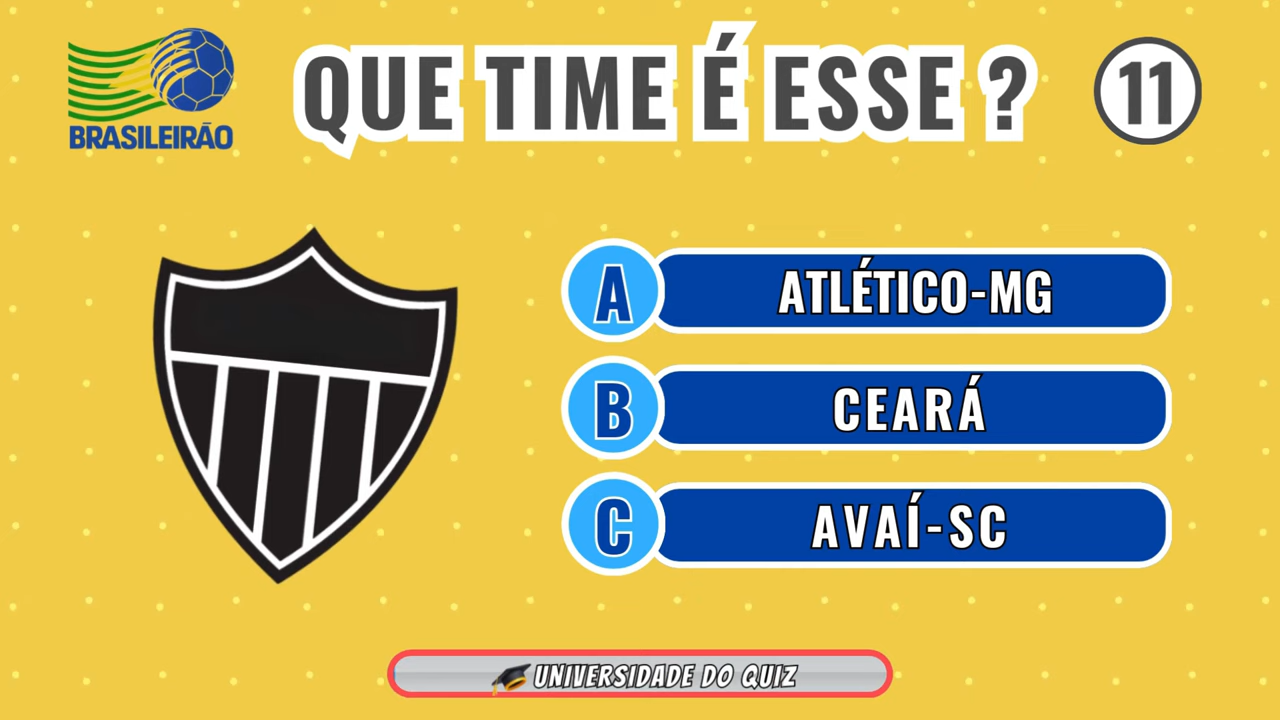 BRASILEIRÃO
QUE TIME É ESSE ?
11
A ATLÉTICO-MG
B CEARÁ
C AVAÍ-SC
UNIVERSIDADE DO QUIZ